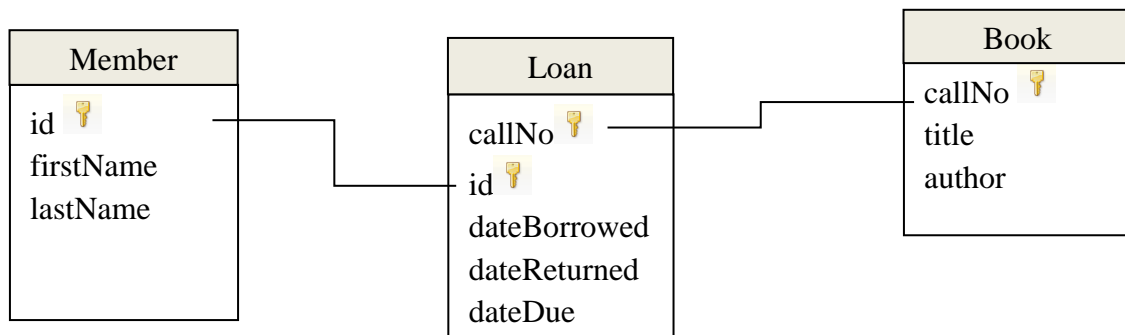 Member
id
firstName
lastName
Loan
callNo
id
dateBorrowed
dateReturned
dateDue
Book
callNo
title
author